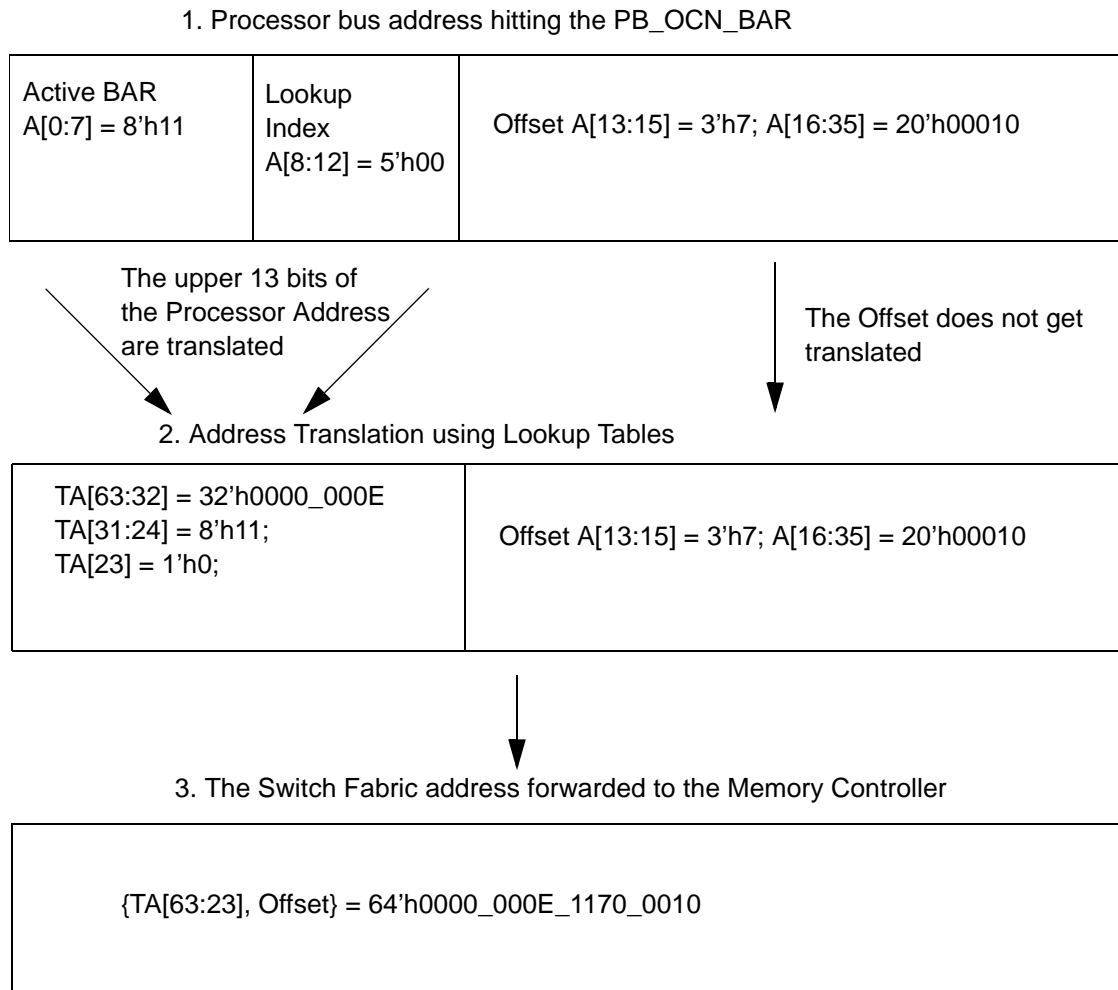 1. Processor bus address hitting the PB_OCN_BAR
Active BAR
A[0:7] = 8’h11
Lookup
Index
A[8:12] = 5’h00
Offset A[13:15] = 3’h7; A[16:35] = 20’h00010
The upper 13 bits of
the Processor Address
are translated
The Offset does not get
translated
2. Address Translation using Lookup Tables
TA[63:32] = 32’h0000_000E
TA[31:24] = 8’h11;
TA[23] = 1’h0;
Offset A[13:15] = 3’h7; A[16:35] = 20’h00010
3. The Switch Fabric address forwarded to the Memory Controller
{TA[63:23], Offset} = 64’h0000_000E_1170_0010